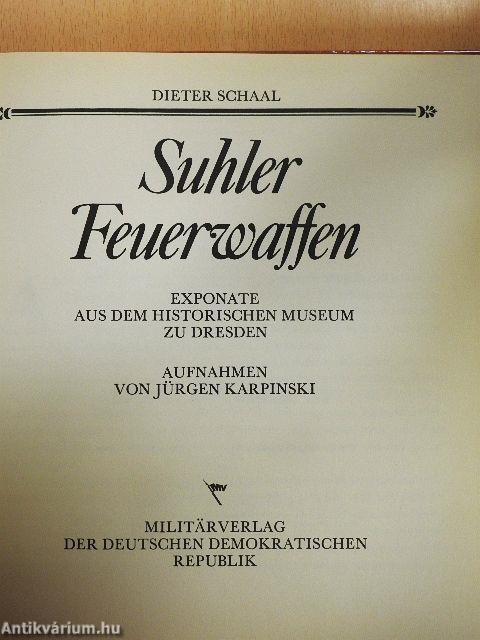 DIETER SCHAAL
Suhler
Feuerwaffen
EXPONATE
AUS DEM HISTORISCHEN MUSEUM
ZU DRESDEN
AUFNAHMEN
VON JÜRGEN KARPINSKI
MV
MILITÄRVERLAG
DER DEUTSCHEN DEMOKRATISCHEN
REPUBLIK
Antikvárium.hu